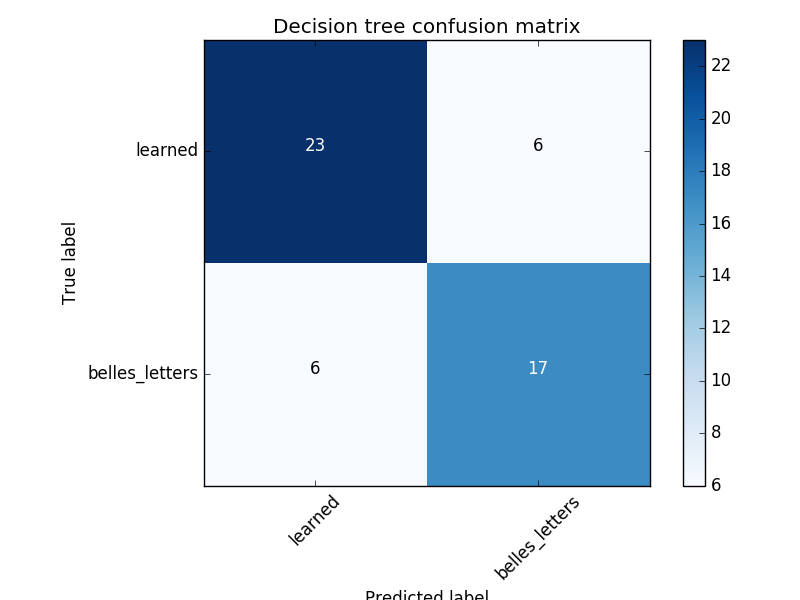 Decision tree confusion matrix
True label
learned
23
6
belles_letters
6
17
learned
belles_letters
Predicted label
22
20
18
16
14
12
10
8
6